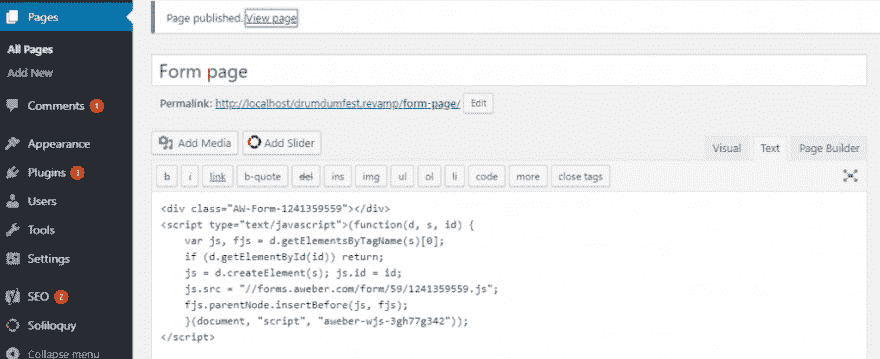 Pages
All Pages
Add New
Comments 1
Appearance
Plugins 3
Users
Tools
Settings
SEO 2
Soliloquy
Collapse menu
Page published. View page
Form page
Permalink: http://localhost/drumdumfest.revamp/form-page/ Edit
Add Media Add Slider
Visual Text Page Builder
b i link b-quote del ins img ul ol li code more close tags
<div class="AW-Form-1241359559"></div>
<script type="text/javascript">(function(d, s, id) {
var js, fjs = d.getElementsByTagName(s)[0];
if (d.getElementById(id)) return;
js = d.createElement(s); js.id = id;
js.src = "//forms.aweber.com/form/59/1241359559.js";
fjs.parentNode.insertBefore(js, fjs);
}(document, "script", "aweber-wjs-3gh77g342"));
</script>